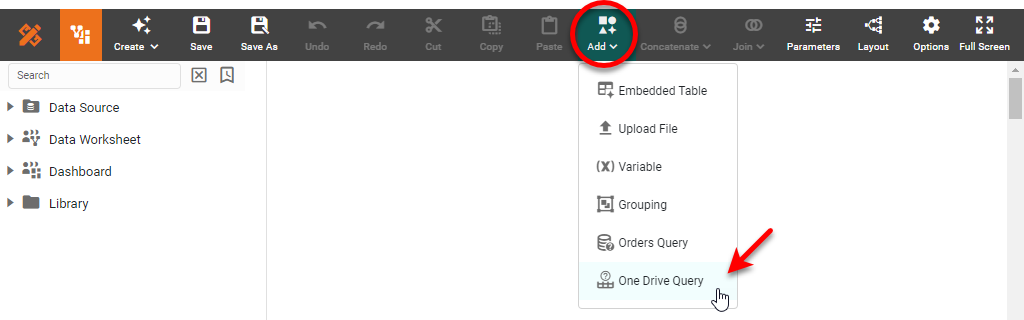 Create
Save
Save As
Undo
Redo
Cut
Copy
Paste
Add
Concatenate
Join
Parameters
Layout
Options
Full Screen
Search
Data Source
Data Worksheet
Dashboard
Library
Embedded Table
Upload File
(x) Variable
Grouping
Orders Query
One Drive Query